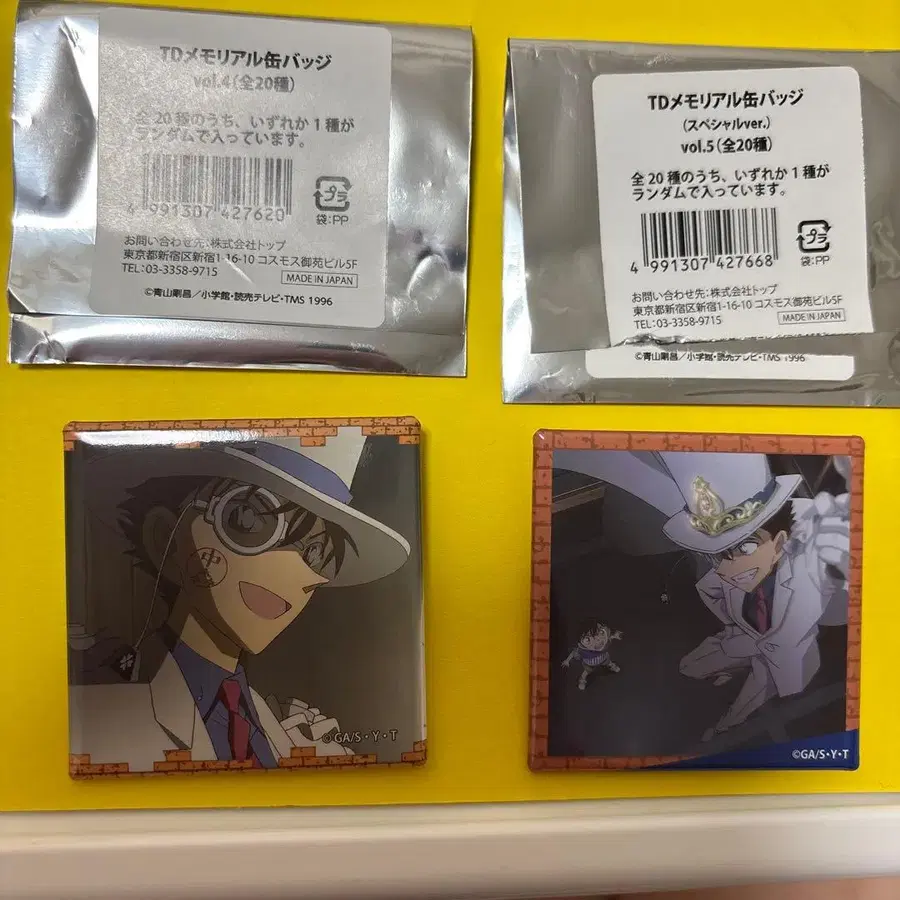 TDメモリアル缶バッジ
vol.4（全20種）
全20種のうち、いずれか1種が
ランダムで入っています。
4 991307 427620
プラ
袋:PP
お問い合わせ先:株式会社トップ
東京都新宿区新宿1-16-10 コスモス御苑ビル5F
TEL:03-3358-9715
MADE IN JAPAN
©青山剛昌／小学館・読売テレビ・TMS 1996
TDメモリアル缶バッジ
（スペシャルver.）
vol.5（全20種）
全20種のうち、いずれか1種が
ランダムで入っています。
4 991307 427668
プラ
袋:PP
お問い合わせ先:株式会社トップ
東京都新宿区新宿1-16-10 コスモス御苑ビル5F
TEL:03-3358-9715
MADE IN JAPAN
©青山剛昌／小学館・読売テレビ・TMS 1996
©GA/S・Y・T
©GA/S・Y・T